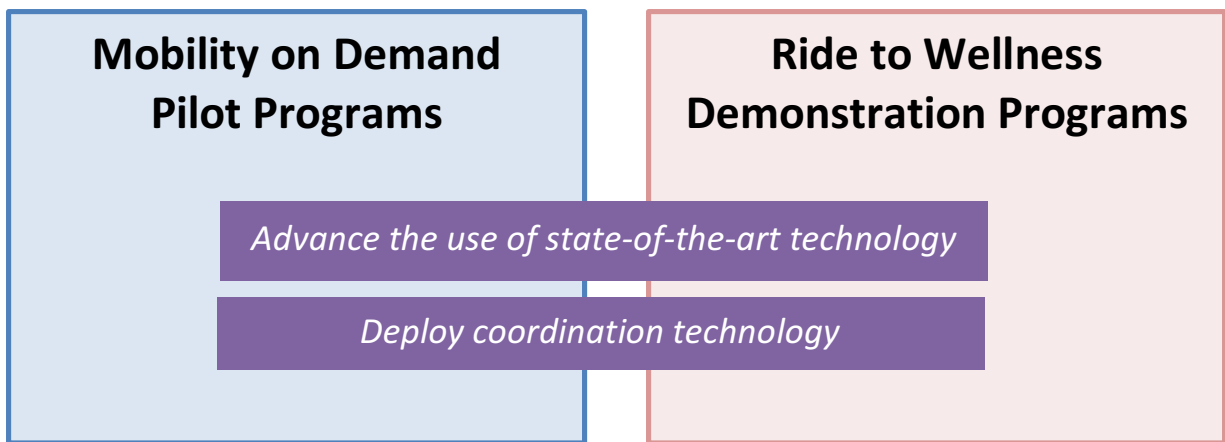 Mobility on Demand
Pilot Programs
Ride to Wellness
Demonstration Programs
Advance the use of state-of-the-art technology
Deploy coordination technology